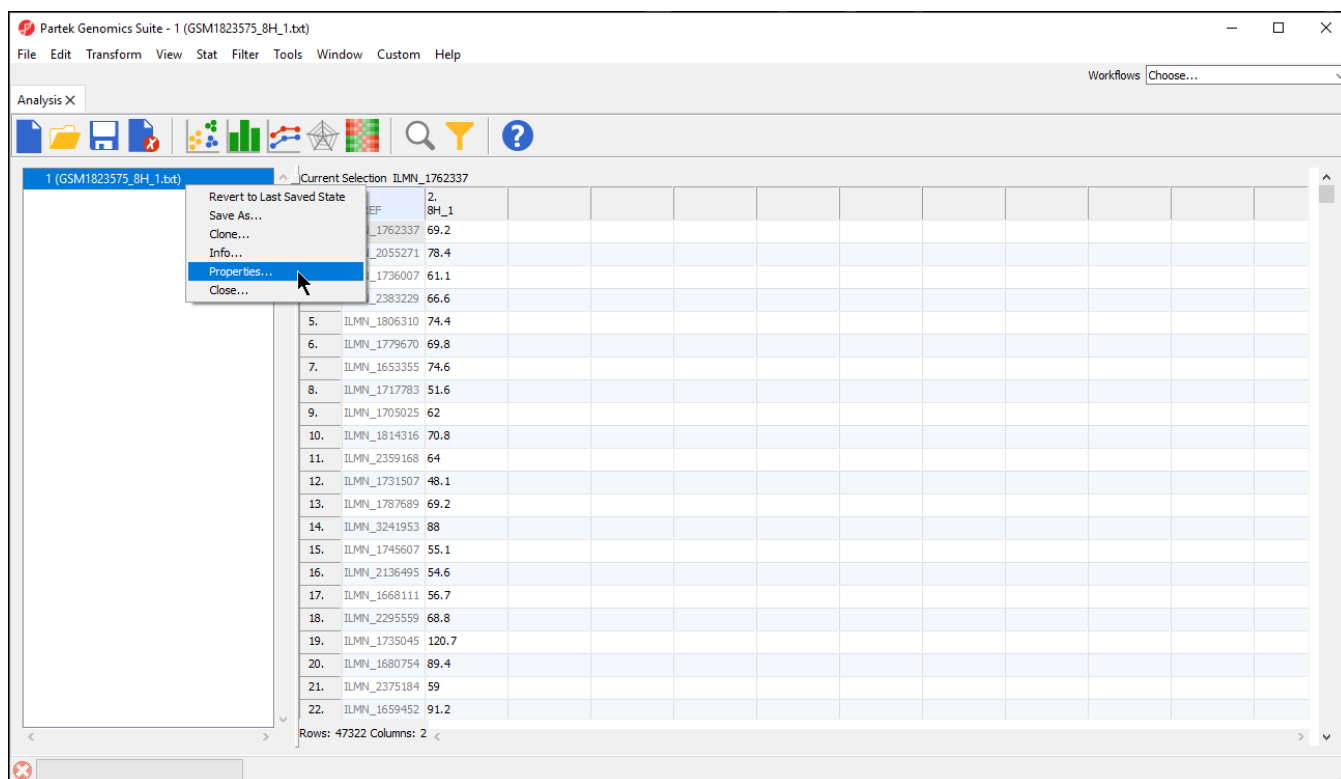 Partek Genomics Suite - 1 (GSM1823575_8H_1.txt)
File Edit Transform View Stat Filter Tools Window Custom Help
Workflows Choose...
Analysis X
1 (GSM1823575_8H_1.txt)
Current Selection ILMN_1762337
Revert to Last Saved State
Save As...
Clone...
Info...
Properties...
Close...
EF
2.
8H_1
_1762337 69.2
_2055271 78.4
_1736007 61.1
_2383229 66.6
5. ILMN_1806310 74.4
6. ILMN_1779670 69.8
7. ILMN_1653355 74.6
8. ILMN_1717783 51.6
9. ILMN_1705025 62
10. ILMN_1814316 70.8
11. ILMN_2359168 64
12. ILMN_1731507 48.1
13. ILMN_1787689 69.2
14. ILMN_3241953 88
15. ILMN_1745607 55.1
16. ILMN_2136495 54.6
17. ILMN_1668111 56.7
18. ILMN_2295559 68.8
19. ILMN_1735045 120.7
20. ILMN_1680754 89.4
21. ILMN_2375184 59
22. ILMN_1659452 91.2
Rows: 47322 Columns: 2